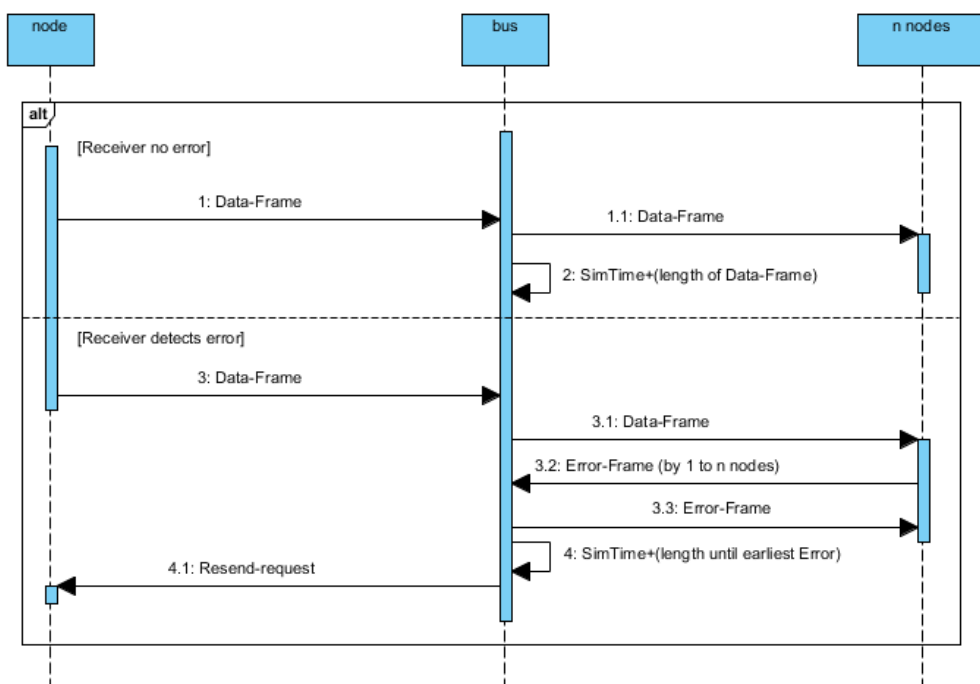 node
bus
n nodes
alt
[Receiver no error]
1: Data-Frame
1.1: Data-Frame
2: SimTime+(length of Data-Frame)
[Receiver detects error]
3: Data-Frame
3.1: Data-Frame
3.2: Error-Frame (by 1 to n nodes)
3.3: Error-Frame
4: SimTime+(length until earliest Error)
4.1: Resend-request